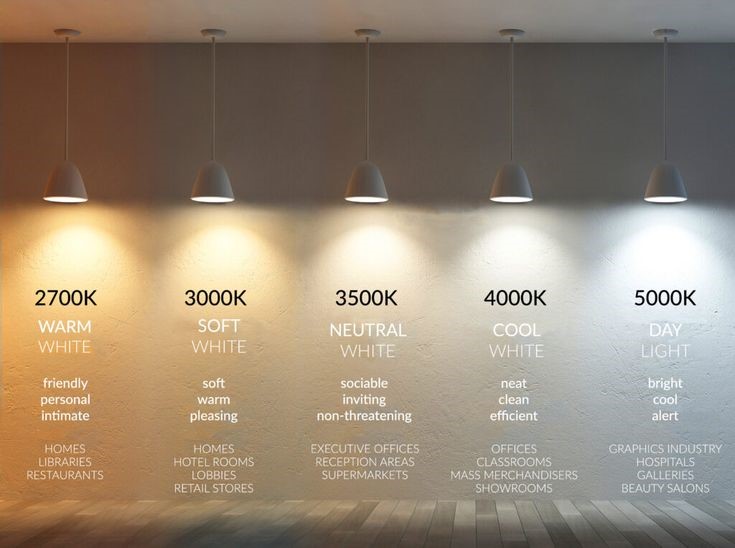 2700K
WARM
WHITE
friendly
personal
intimate
HOMES
LIBRARIES
RESTAURANTS
3000K
SOFT
WHITE
soft
warm
pleasing
HOMES
HOTEL ROOMS
LOBBIES
RETAIL STORES
3500K
NEUTRAL
WHITE
sociable
inviting
non-threatening
EXECUTIVE OFFICES
RECEPTION AREAS
SUPERMARKETS
4000K
COOL
WHITE
neat
clean
efficient
OFFICES
CLASSROOMS
MASS MERCHANDISERS
SHOWROOMS
5000K
DAY
LIGHT
bright
cool
alert
GRAPHICS INDUSTRY
HOSPITALS
GALLERIES
BEAUTY SALONS